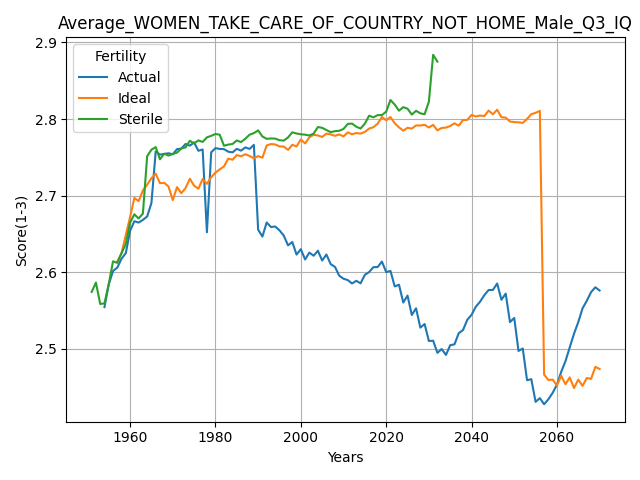 Average_WOMEN_TAKE_CARE_OF_COUNTRY_NOT_HOME_Male_Q3_IQ
Fertility
Actual
Ideal
Sterile
Score(1-3)
2.9
2.8
2.7
2.6
2.5
1960 1980 2000 2020 2040 2060
Years